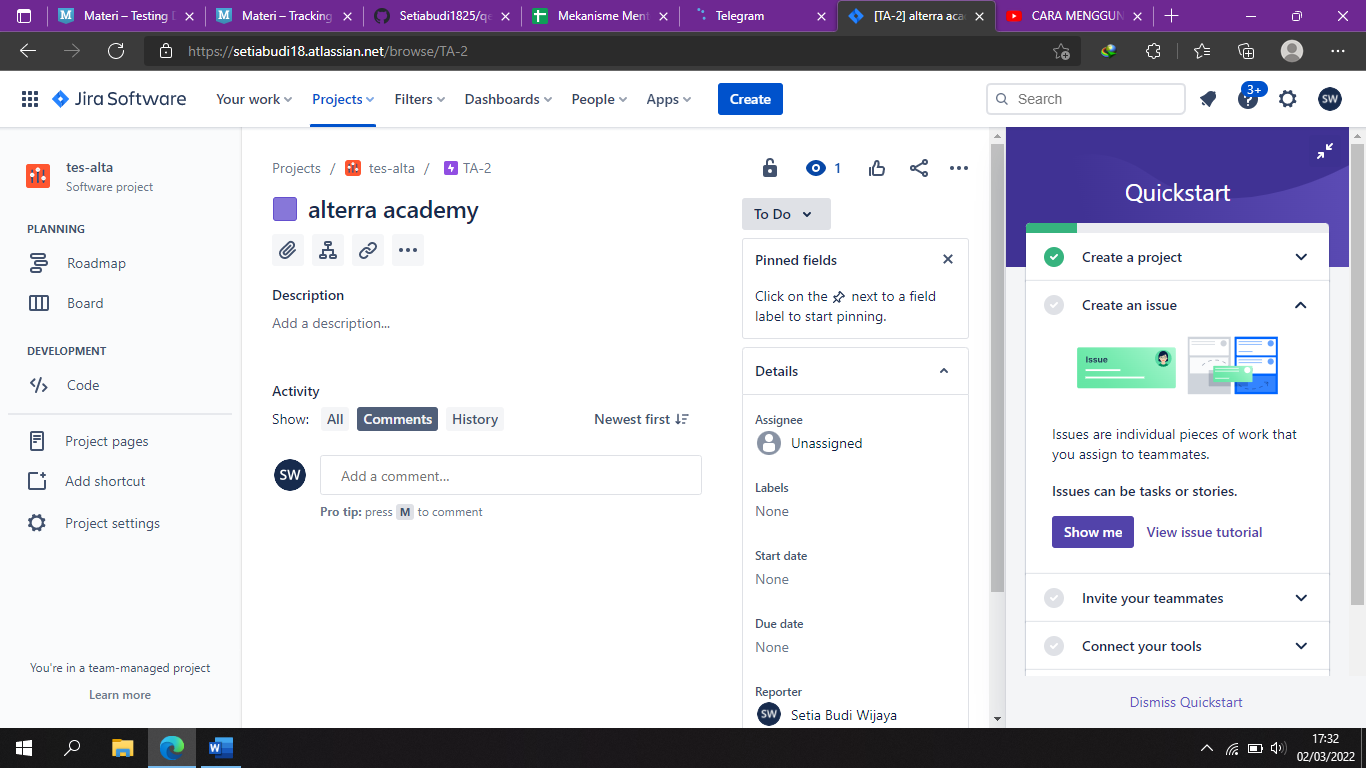 Materi – Testing D
Materi – Tracking
Setiabudi1825/qe
Mekanisme Ment
Telegram
[TA-2] alterra aca
CARA MENGGUN
https://setiabudi18.atlassian.net/browse/TA-2
Jira Software
Your work
Projects
Filters
Dashboards
People
Apps
Create
Search
3+
SW
tes-alta
Software project
PLANNING
Roadmap
Board
DEVELOPMENT
Code
Project pages
Add shortcut
Project settings
You're in a team-managed project
Learn more
Projects / tes-alta / TA-2
1
alterra academy
Description
Add a description...
Activity
Show: All Comments History
Newest first
SW
Add a comment...
Pro tip: press M to comment
To Do
Pinned fields
Click on the next to a field
label to start pinning.
Details
Assignee
Unassigned
Labels
None
Start date
None
Due date
None
Reporter
SW Setia Budi Wijaya
Quickstart
Create a project
Create an issue
Issue
Issues are individual pieces of work that
you assign to teammates.
Issues can be tasks or stories.
Show me
View issue tutorial
Invite your teammates
Connect your tools
Dismiss Quickstart
17:32
02/03/2022